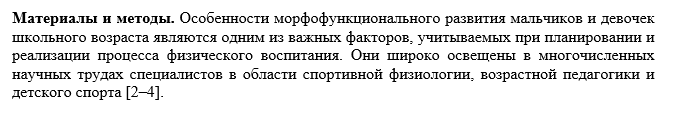 Материалы и методы. Особенности морфофункционального развития мальчиков и девочек
школьного возраста являются одним из важных факторов, учитываемых при планировании и
реализации процесса физического воспитания. Они широко освещены в многочисленных
научных трудах специалистов в области спортивной физиологии, возрастной педагогики и
детского спорта [2–4].